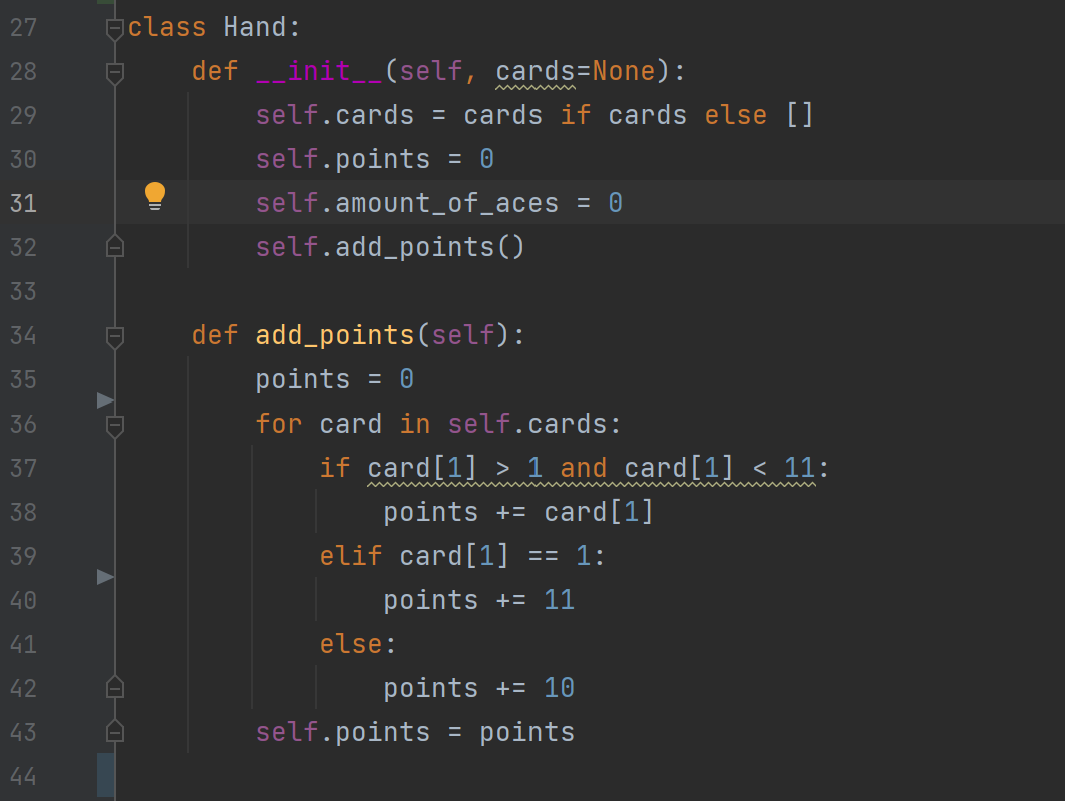 27 class Hand:
28     def __init__(self, cards=None):
29         self.cards = cards if cards else []
30         self.points = 0
31         self.amount_of_aces = 0
32         self.add_points()
33
34     def add_points(self):
35         points = 0
36         for card in self.cards:
37             if card[1] > 1 and card[1] < 11:
38                 points += card[1]
39             elif card[1] == 1:
40                 points += 11
41             else:
42                 points += 10
43         self.points = points
44